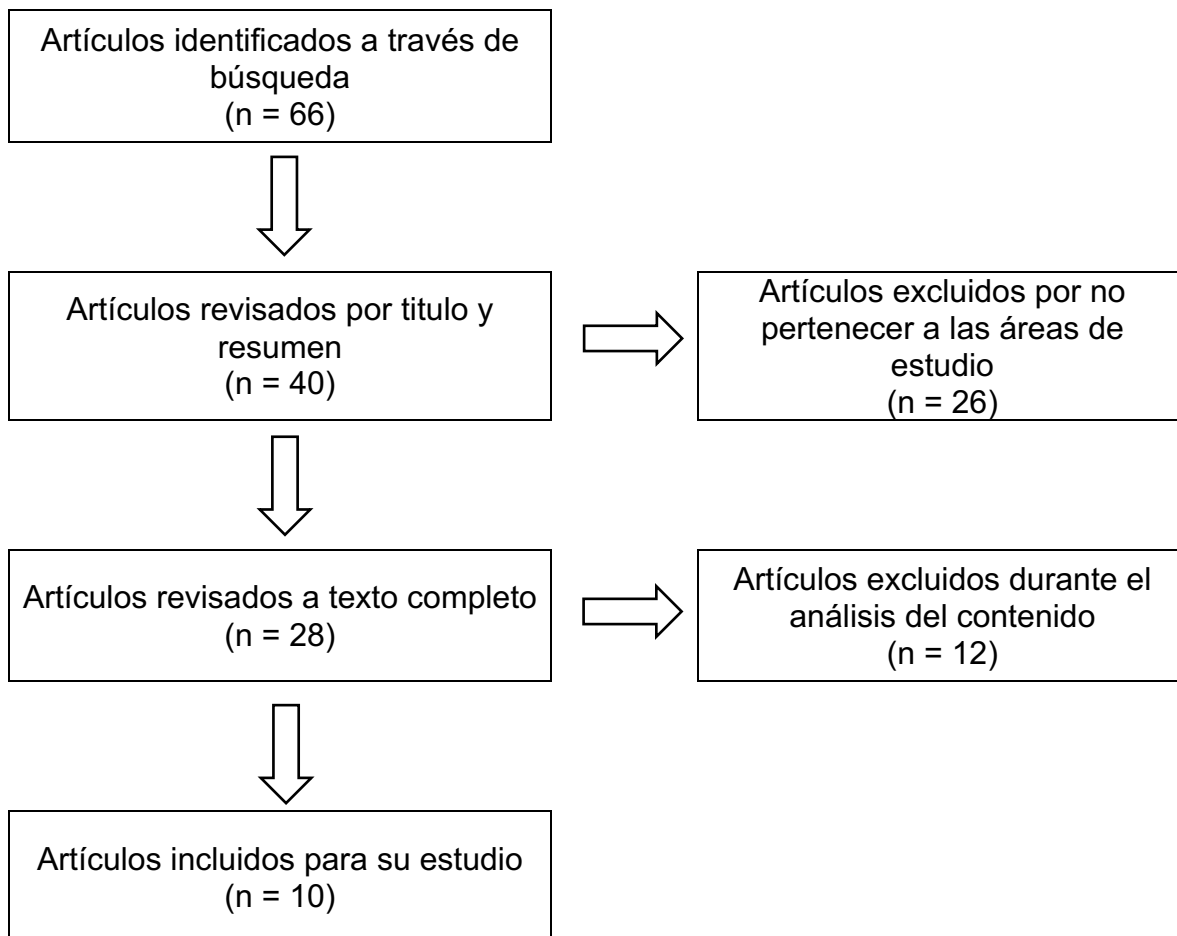 Artículos identificados a través de
búsqueda
(n = 66)
Artículos revisados por titulo y
resumen
(n = 40)
Artículos excluidos por no
pertenecer a las áreas de
estudio
(n = 26)
Artículos revisados a texto completo
(n = 28)
Artículos excluidos durante el
análisis del contenido
(n = 12)
Artículos incluidos para su estudio
(n = 10)